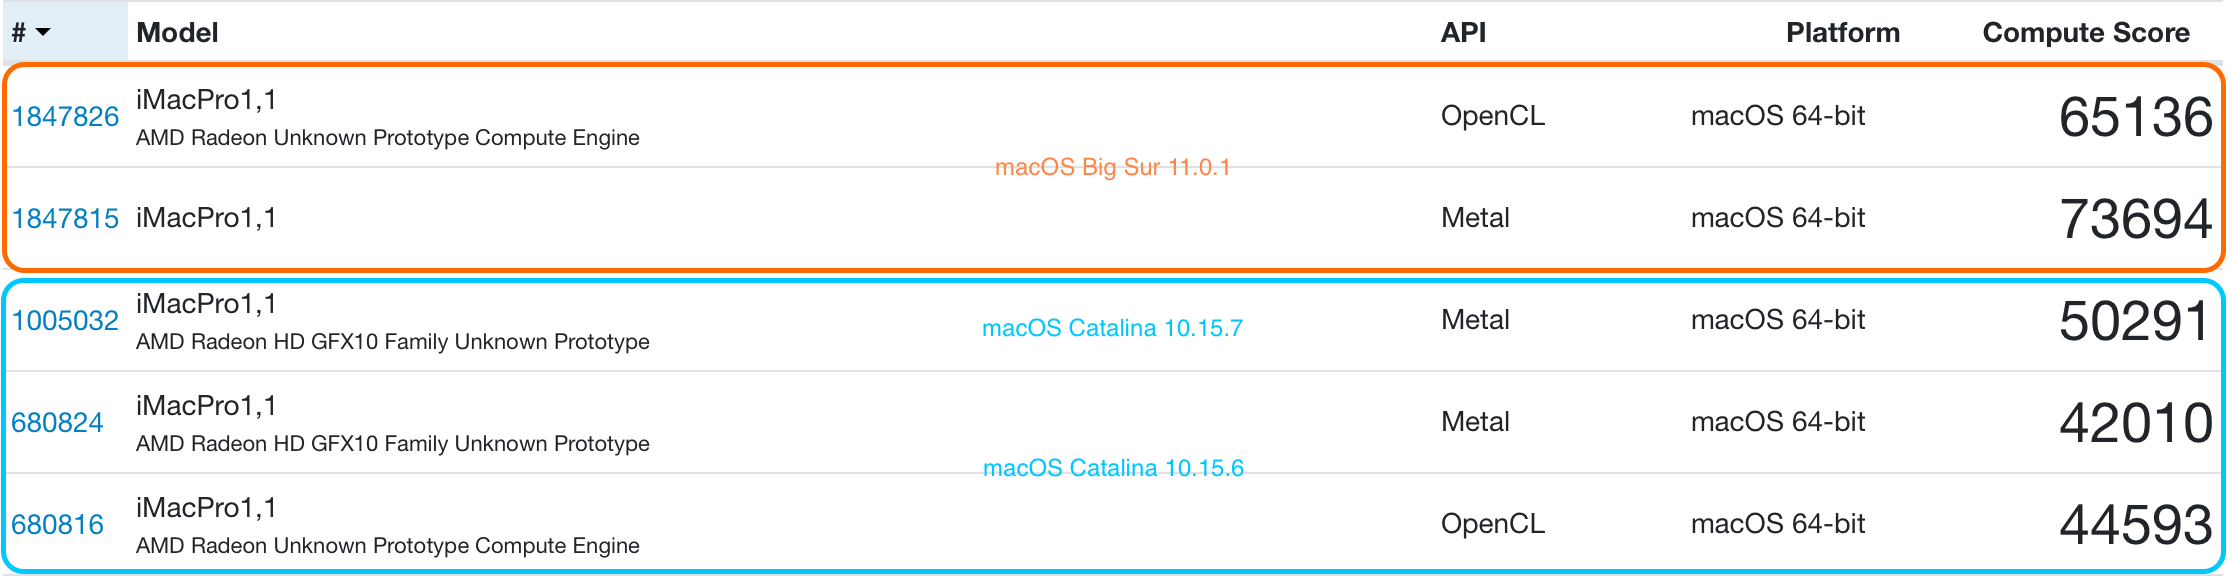 # Model API Platform Compute Score
1847826 iMacPro1,1 OpenCL macOS 64-bit 65136
AMD Radeon Unknown Prototype Compute Engine
macOS Big Sur 11.0.1
1847815 iMacPro1,1 Metal macOS 64-bit 73694
1005032 iMacPro1,1 macOS Catalina 10.15.7 Metal macOS 64-bit 50291
AMD Radeon HD GFX10 Family Unknown Prototype
680824 iMacPro1,1 Metal macOS 64-bit 42010
AMD Radeon HD GFX10 Family Unknown Prototype
macOS Catalina 10.15.6
680816 iMacPro1,1 OpenCL macOS 64-bit 44593
AMD Radeon Unknown Prototype Compute Engine